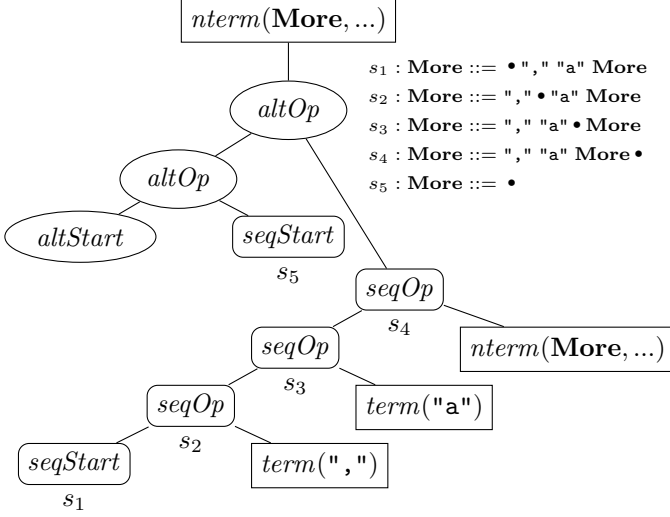 nterm(More, ...)
altOp
s₁ : More ::= • "," "a" More
s₂ : More ::= "," • "a" More
s₃ : More ::= "," "a" • More
s₄ : More ::= "," "a" More •
s₅ : More ::= •
altOp
altStart
seqStart
s₅
seqOp
s₄
seqOp
s₃
nterm(More, ...)
seqOp
s₂
term("a")
seqStart
s₁
term(",")